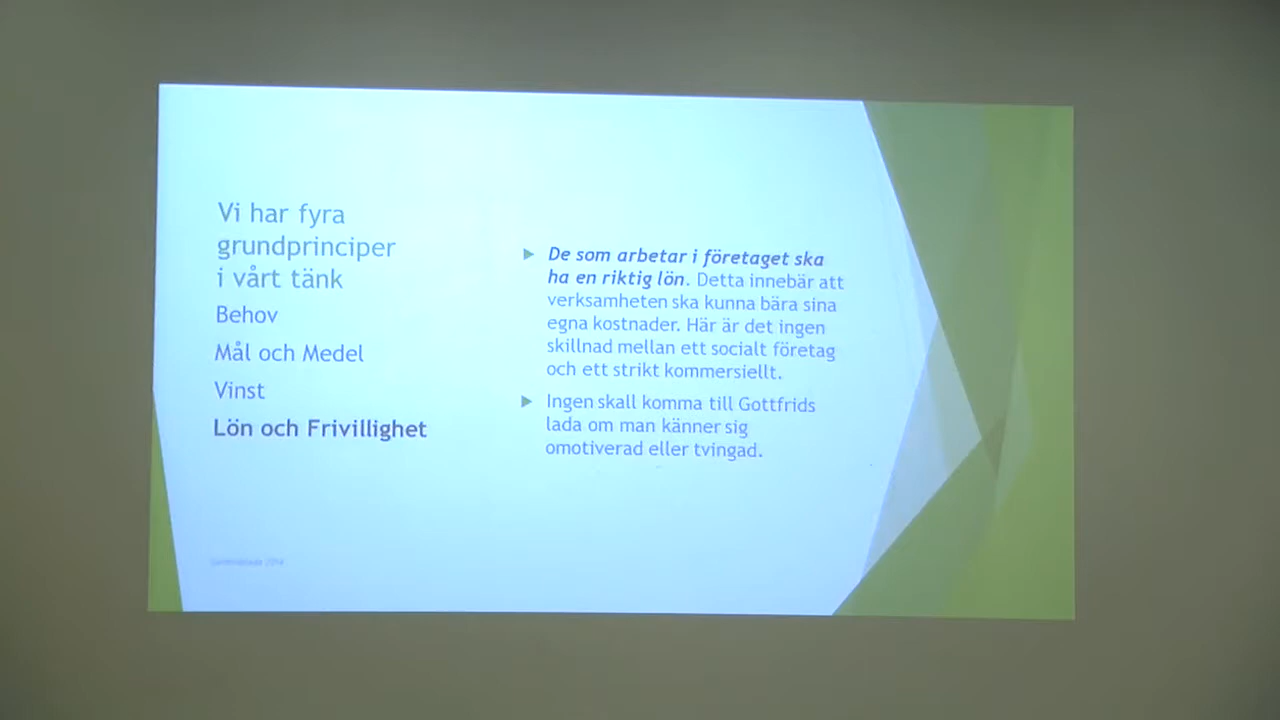 Vi har fyra
grundprinciper
i vårt tänk
Behov
Mål och Medel
Vinst
Lön och Frivillighet
De som arbetar i företaget ska
ha en riktig lön. Detta innebär att
verksamheten ska kunna bära sina
egna kostnader. Här är det ingen
skillnad mellan ett socialt företag
och ett strikt kommersiellt.
Ingen skall komma till Gottfrids
lada om man känner sig
omotiverad eller tvingad.